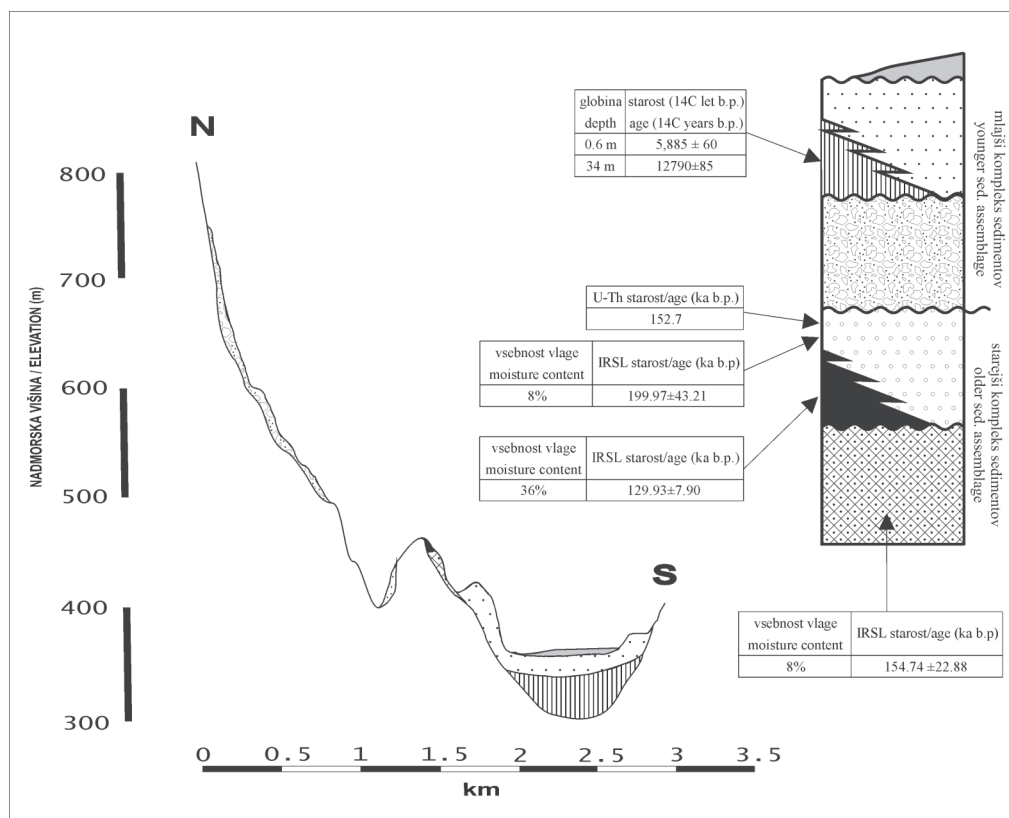 N
S
NADMORSKA VIŠINA / ELEVATION (m)
800
700
600
500
400
300
0 0.5 1 1.5 2 2.5 3 3.5
km
globina starost (14C let b.p.)
depth age (14C years b.p.)
0.6 m 5,885 ± 60
34 m 12790±85
U-Th starost/age (ka b.p.)
152.7
vsebnost vlage IRSL starost/age (ka b.p)
moisture content
8% 199.97±43.21
vsebnost vlage IRSL starost/age (ka b.p.)
moisture content
36% 129.93±7.90
vsebnost vlage IRSL starost/age (ka b.p)
moisture content
8% 154.74 ±22.88
mlajši kompleks sedimentov
younger sed. assemblage
starejši kompleks sedimentov
older sed. assemblage